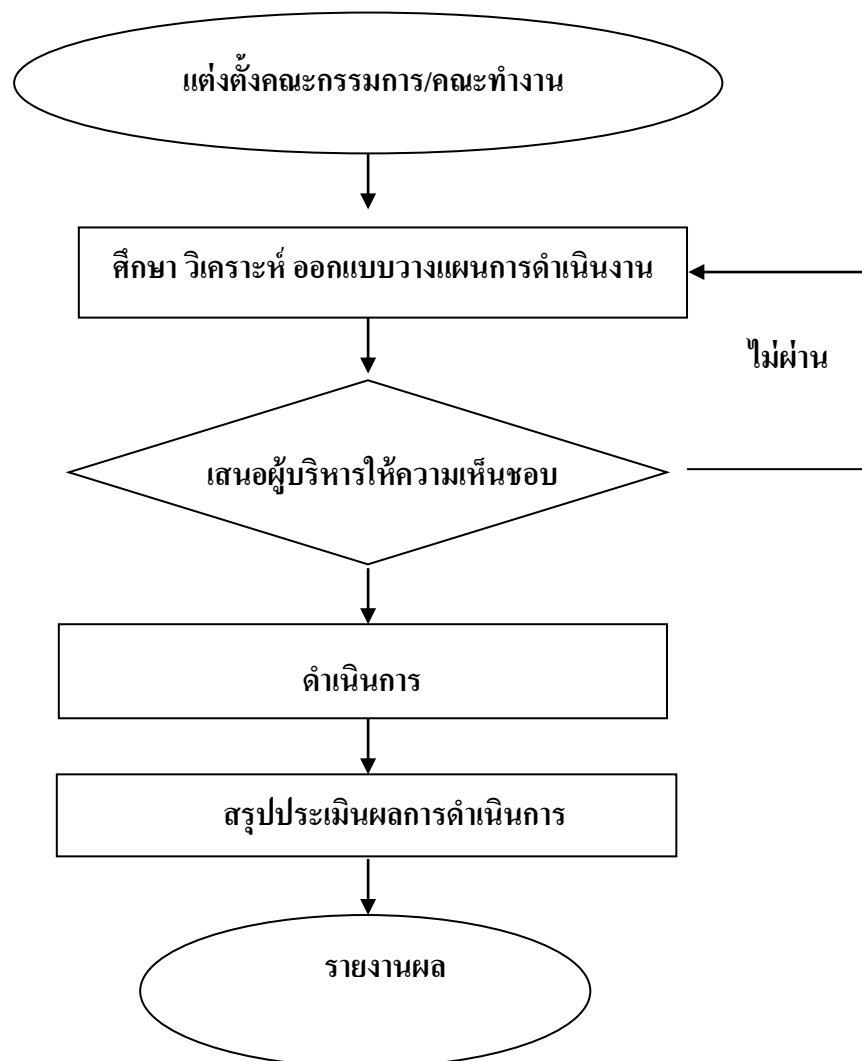 แต่งตั้งคณะกรรมการ/คณะทำงาน
ศึกษา วิเคราะห์ ออกแบบวางแผนการดำเนินงาน
ไม่ผ่าน
เสนอผู้บริหารให้ความเห็นชอบ
ดำเนินการ
สรุปประเมินผลการดำเนินการ
รายงานผล